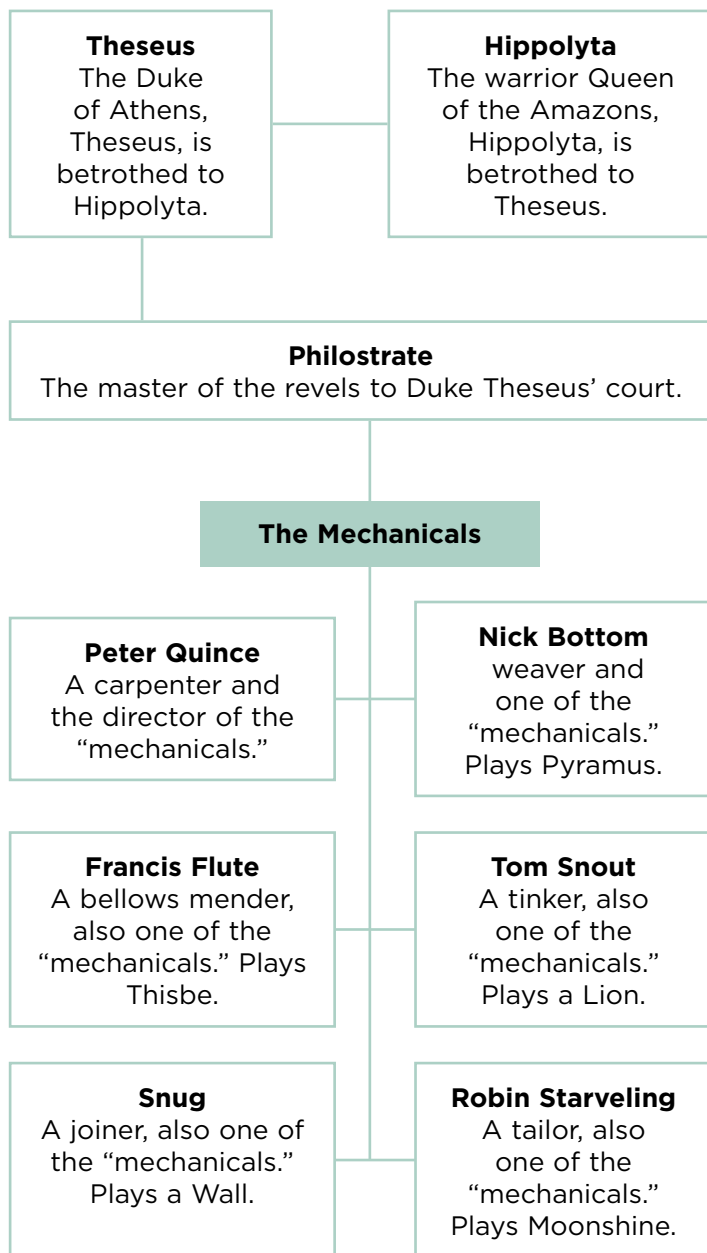 Theseus
The Duke
of Athens,
Theseus, is
betrothed to
Hippolyta.
Hippolyta
The warrior Queen
of the Amazons,
Hippolyta, is
betrothed to
Theseus.
Philostrate
The master of the revels to Duke Theseus’ court.
The Mechanicals
Peter Quince
A carpenter and
the director of the
“mechanicals.”
Nick Bottom
weaver and
one of the
“mechanicals.”
Plays Pyramus.
Francis Flute
A bellows mender,
also one of the
“mechanicals.” Plays
Thisbe.
Tom Snout
A tinker, also
one of the
“mechanicals.”
Plays a Lion.
Snug
A joiner, also one of
the “mechanicals.”
Plays a Wall.
Robin Starveling
A tailor, also
one of the
“mechanicals.”
Plays Moonshine.